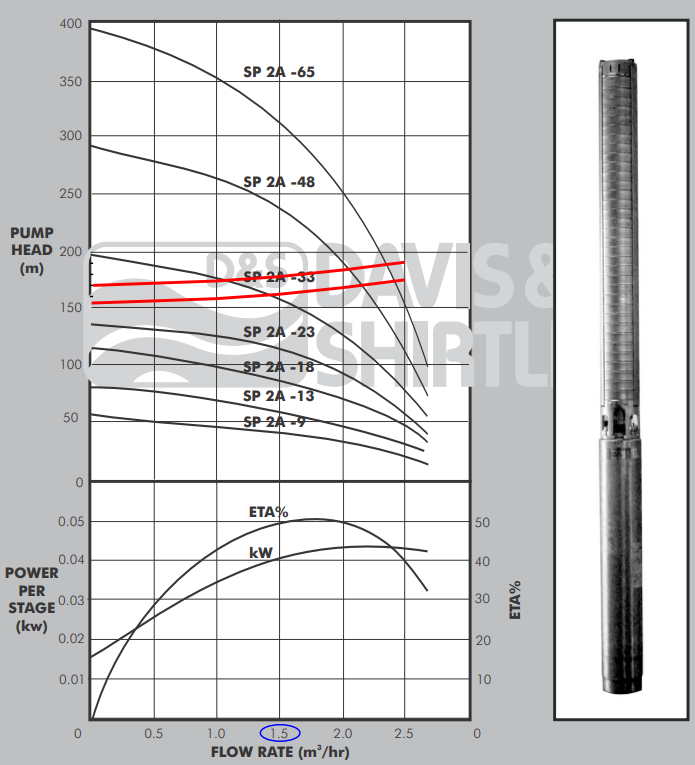 400
350
300
250
200
150
100
50
0
PUMP
HEAD
(m)
SP 2A -65
SP 2A -48
SP 2A -33
SP 2A -23
SP 2A -18
SP 2A -13
SP 2A -9
D&S
DAVIS &
SHIRTL
0.05
0.04
0.03
0.02
0.01
0
POWER
PER
STAGE
(kw)
ETA%
kW
50
40
30
20
10
0
ETA%
0.5
1.0
1.5
2.0
2.5
FLOW RATE (m³/hr)